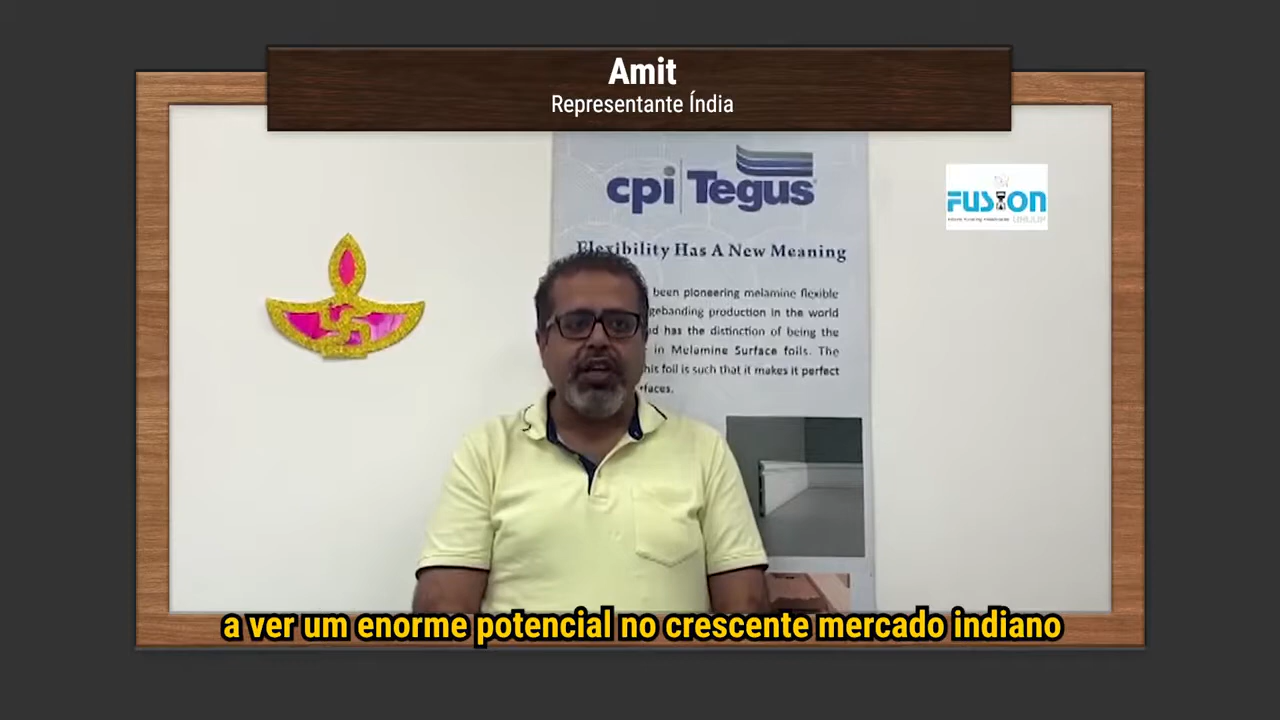 Amit
Representante Índia
cpi Tegus
FUSION
Flexibility Has A New Meaning
been pioneering melamine flexible
gebanding production in the world
d has the distinction of being the
in Melamine Surface foils. The
his foil is such that it makes it perfect
rfaces.
a ver um enorme potencial no crescente mercado indiano